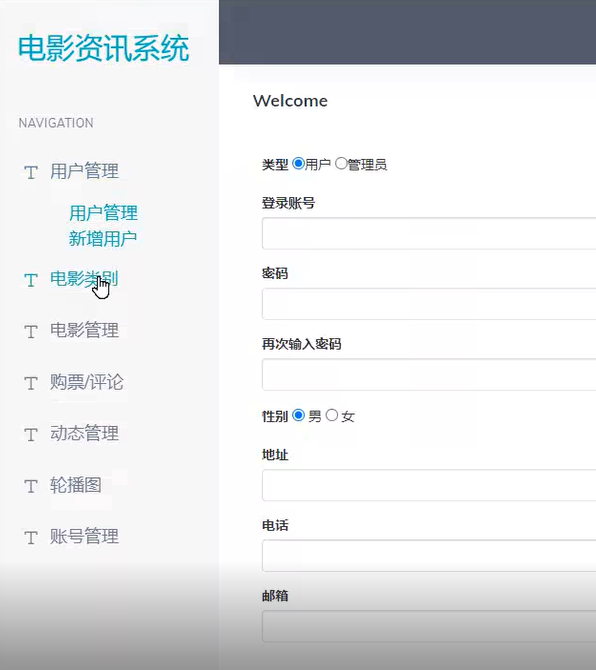 电影资讯系统
NAVIGATION
用户管理
用户管理
新增用户
电影类别
电影管理
购票/评论
动态管理
轮播图
账号管理
Welcome
类型 用户 管理员
登录账号
密码
再次输入密码
性别 男 女
地址
电话
邮箱